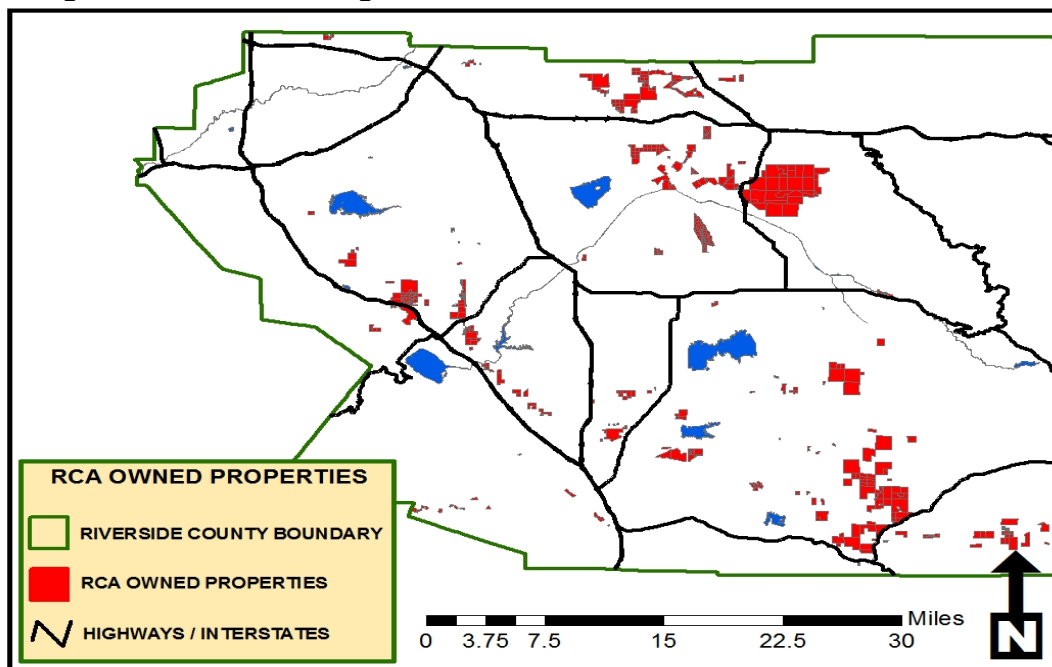 RCA OWNED PROPERTIES
RIVERSIDE COUNTY BOUNDARY
RCA OWNED PROPERTIES
HIGHWAYS / INTERSTATES
Miles
0 3.75 7.5 15 22.5 30
N